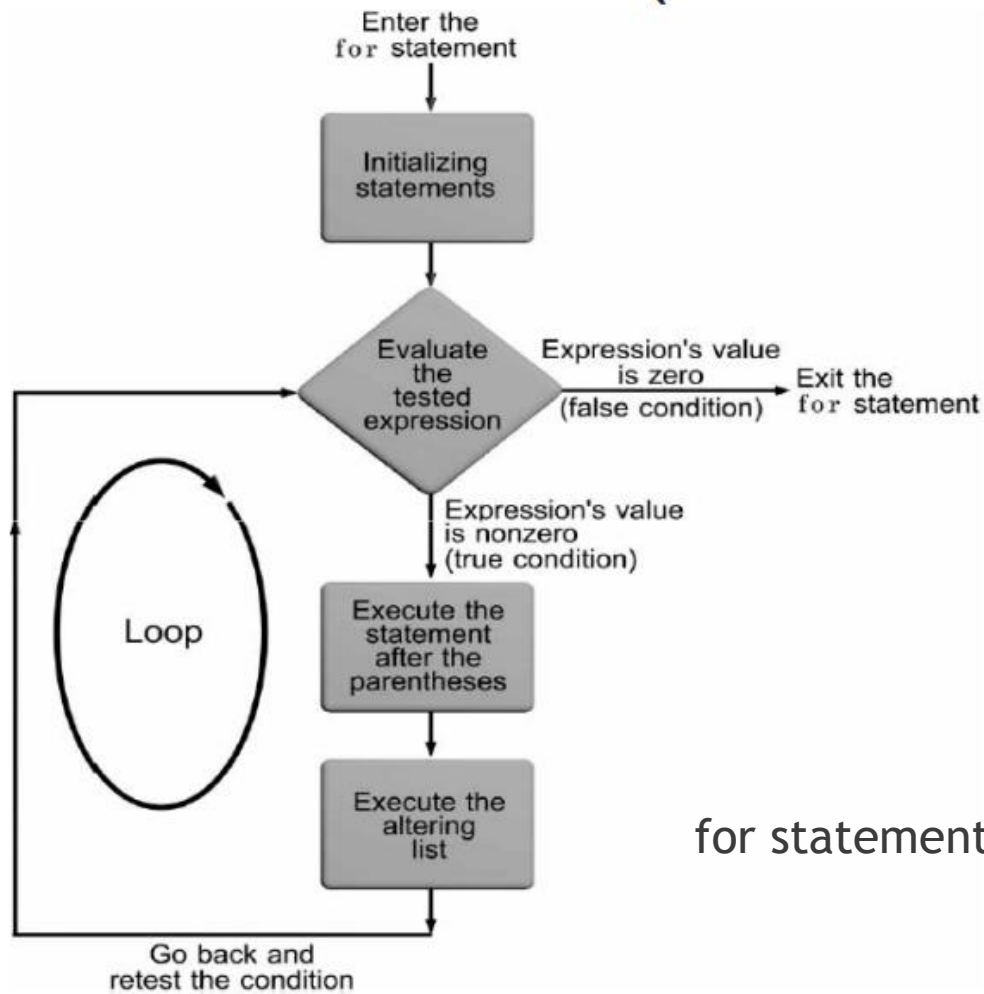 Enter the
for statement
Initializing
statements
Evaluate
the
tested
expression
Expression's value
is zero
(false condition)
Exit the
for statement
Expression's value
is nonzero
(true condition)
Loop
Execute the
statement
after the
parentheses
Execute the
altering
list
for statement
Go back and
retest the condition